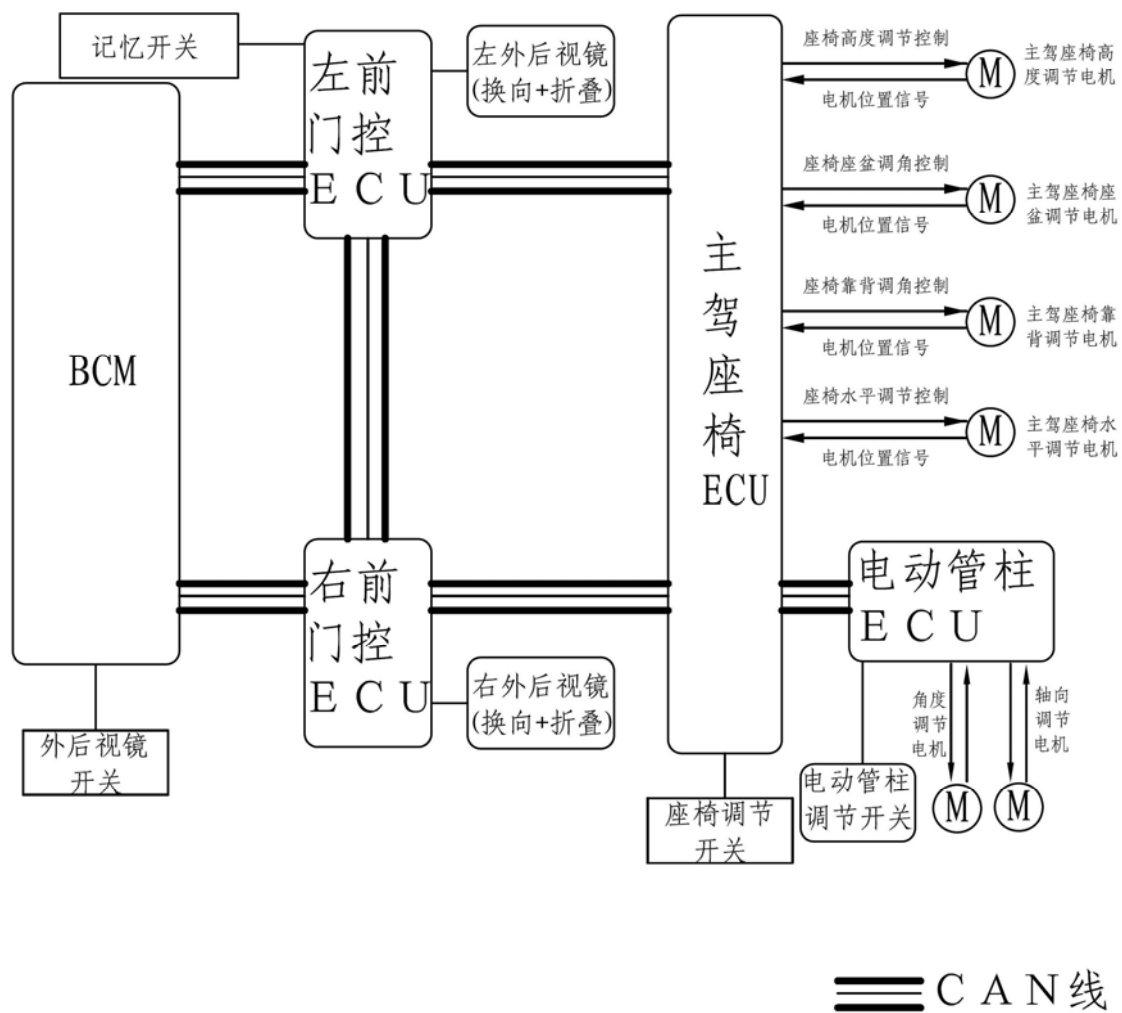 记忆开关
左前
门控
ECU
左外后视镜
(换向+折叠)
BCM
主
驾
座
椅
ECU
座椅高度调节控制
电机位置信号
M
主驾座椅高
度调节电机
座椅座盆调角控制
电机位置信号
M
主驾座椅座
盆调节电机
座椅靠背调角控制
电机位置信号
M
主驾座椅靠
背调节电机
座椅水平调节控制
电机位置信号
M
主驾座椅水
平调节电机
右前
门控
ECU
右外后视镜
(换向+折叠)
电动管柱
ECU
角度
调节
电机
轴向
调节
电机
M
M
外后视镜
开关
座椅调节
开关
电动管柱
调节开关
CAN线